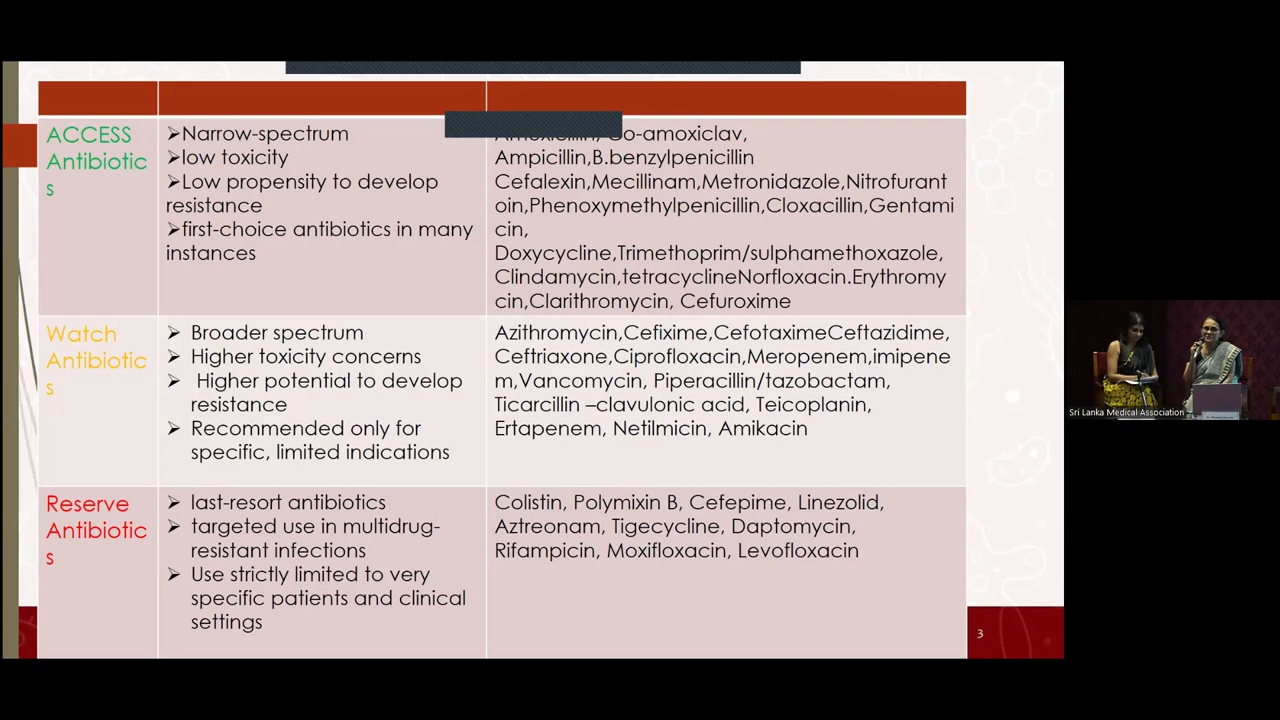 ACCESS
Antibiotic
s
➢Narrow-spectrum
➢low toxicity
➢Low propensity to develop
resistance
➢first-choice antibiotics in many
instances
Amoxicillin, Co-amoxiclav,
Ampicillin,B.benzylpenicillin
Cefalexin,Mecillinam,Metronidazole,Nitrofurant
oin,Phenoxymethylpenicillin,Cloxacillin,Gentami
cin,
Doxycycline,Trimethoprim/sulphamethoxazole,
Clindamycin,tetracyclineNorfloxacin.Erythromy
cin,Clarithromycin, Cefuroxime
Watch
Antibiotic
s
➢ Broader spectrum
➢ Higher toxicity concerns
➢ Higher potential to develop
resistance
➢ Recommended only for
specific, limited indications
Azithromycin,Cefixime,CefotaximeCeftazidime,
Ceftriaxone,Ciprofloxacin,Meropenem,imipene
m,Vancomycin, Piperacillin/tazobactam,
Ticarcillin –clavulonic acid, Teicoplanin,
Ertapenem, Netilmicin, Amikacin
Reserve
Antibiotic
s
➢ last-resort antibiotics
➢ targeted use in multidrug-
resistant infections
➢ Use strictly limited to very
specific patients and clinical
settings
Colistin, Polymixin B, Cefepime, Linezolid,
Aztreonam, Tigecycline, Daptomycin,
Rifampicin, Moxifloxacin, Levofloxacin
3
Sri Lanka Medical Association